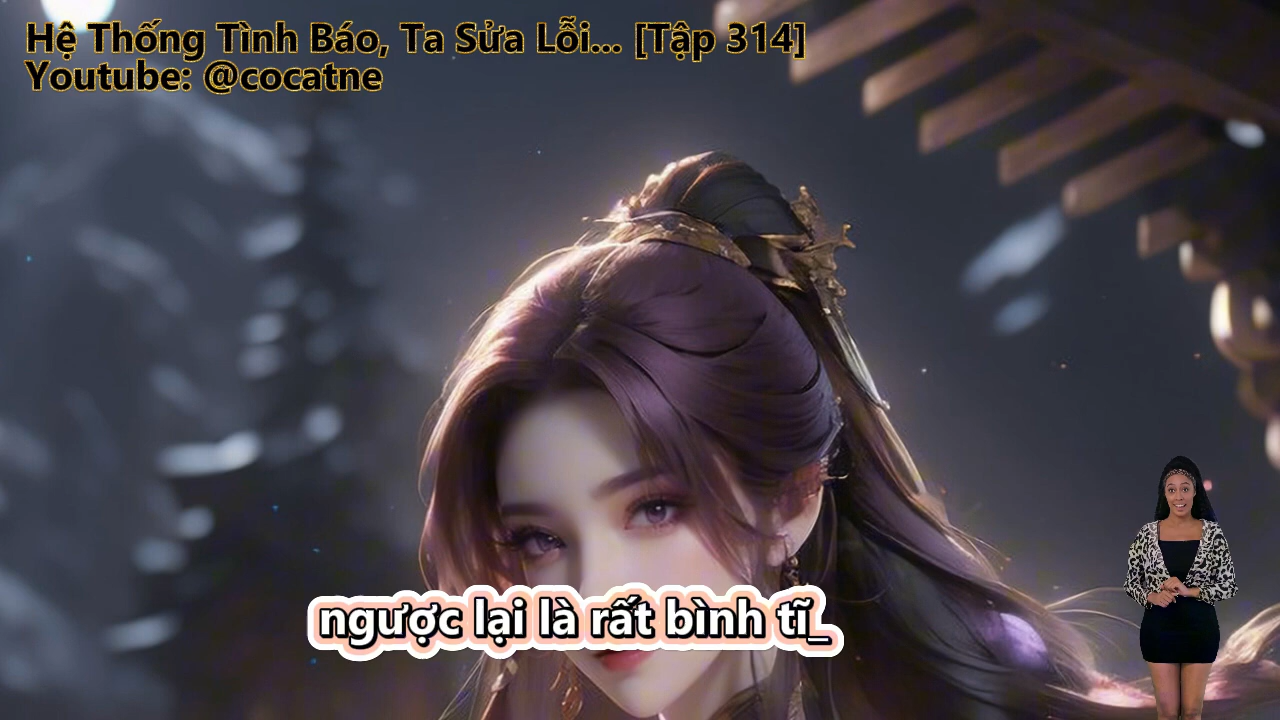 Hệ Thống Tình Báo, Ta Sửa Lỗi... [Tập 314]
Youtube: @cocatne
ngược lại là rất bình tĩ_